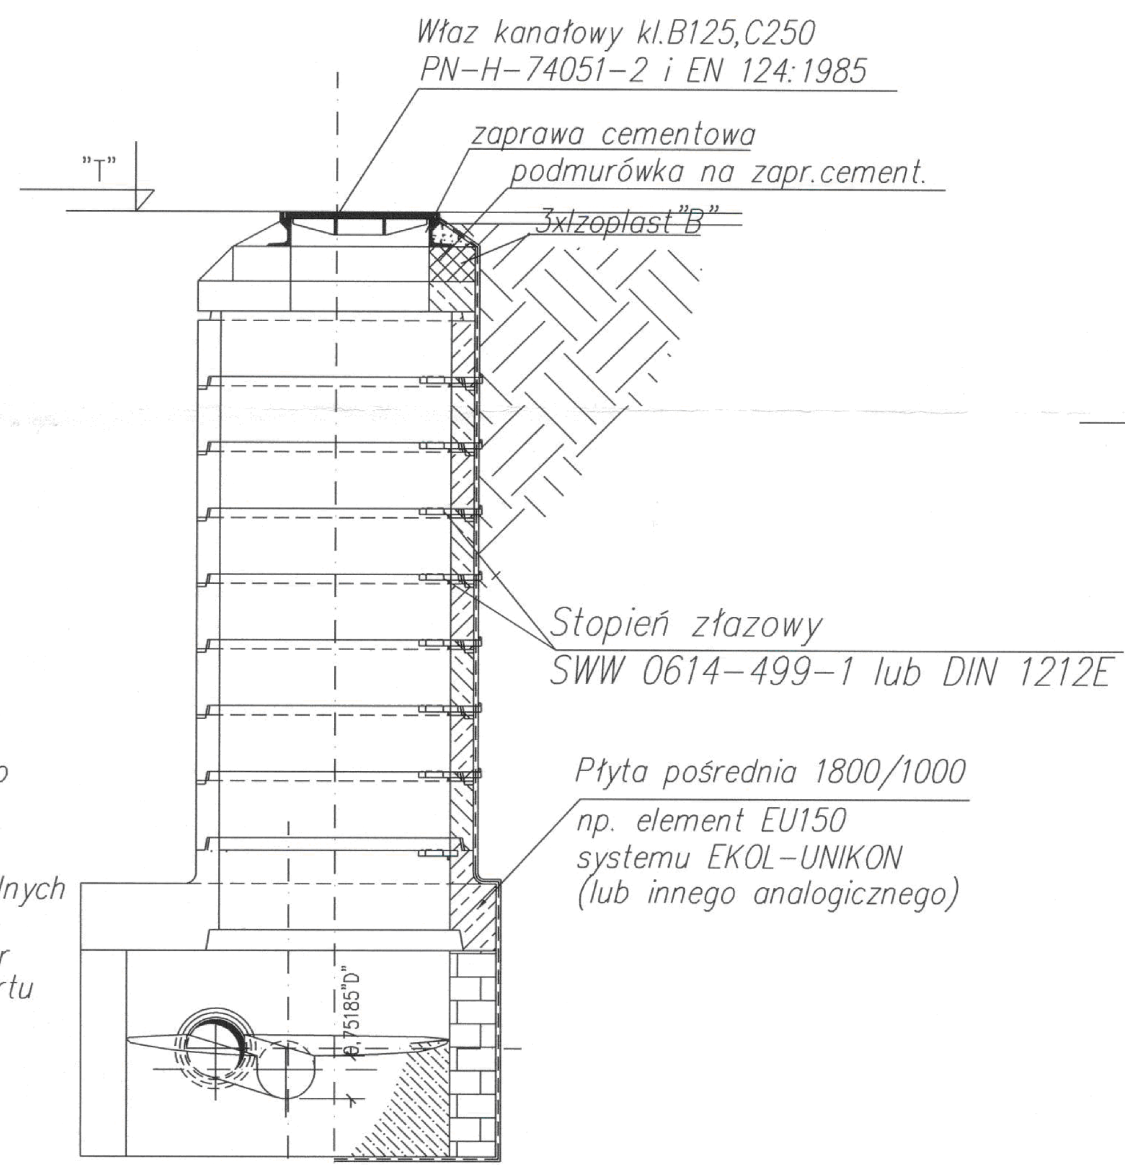 Właz kanałowy kl.B125,C250
PN-H-74051-2 i EN 124:1985
zaprawa cementowa
"T"
podmurówka na zapr.cement.
3xIzoplast"B"
Stopień złazowy
SWW 0614-499-1 lub DIN 1212E
Płyta pośrednia 1800/1000
np. element EU150
systemu EKOL-UNIKON
(lub innego analogicznego)
lnych
r
rtu